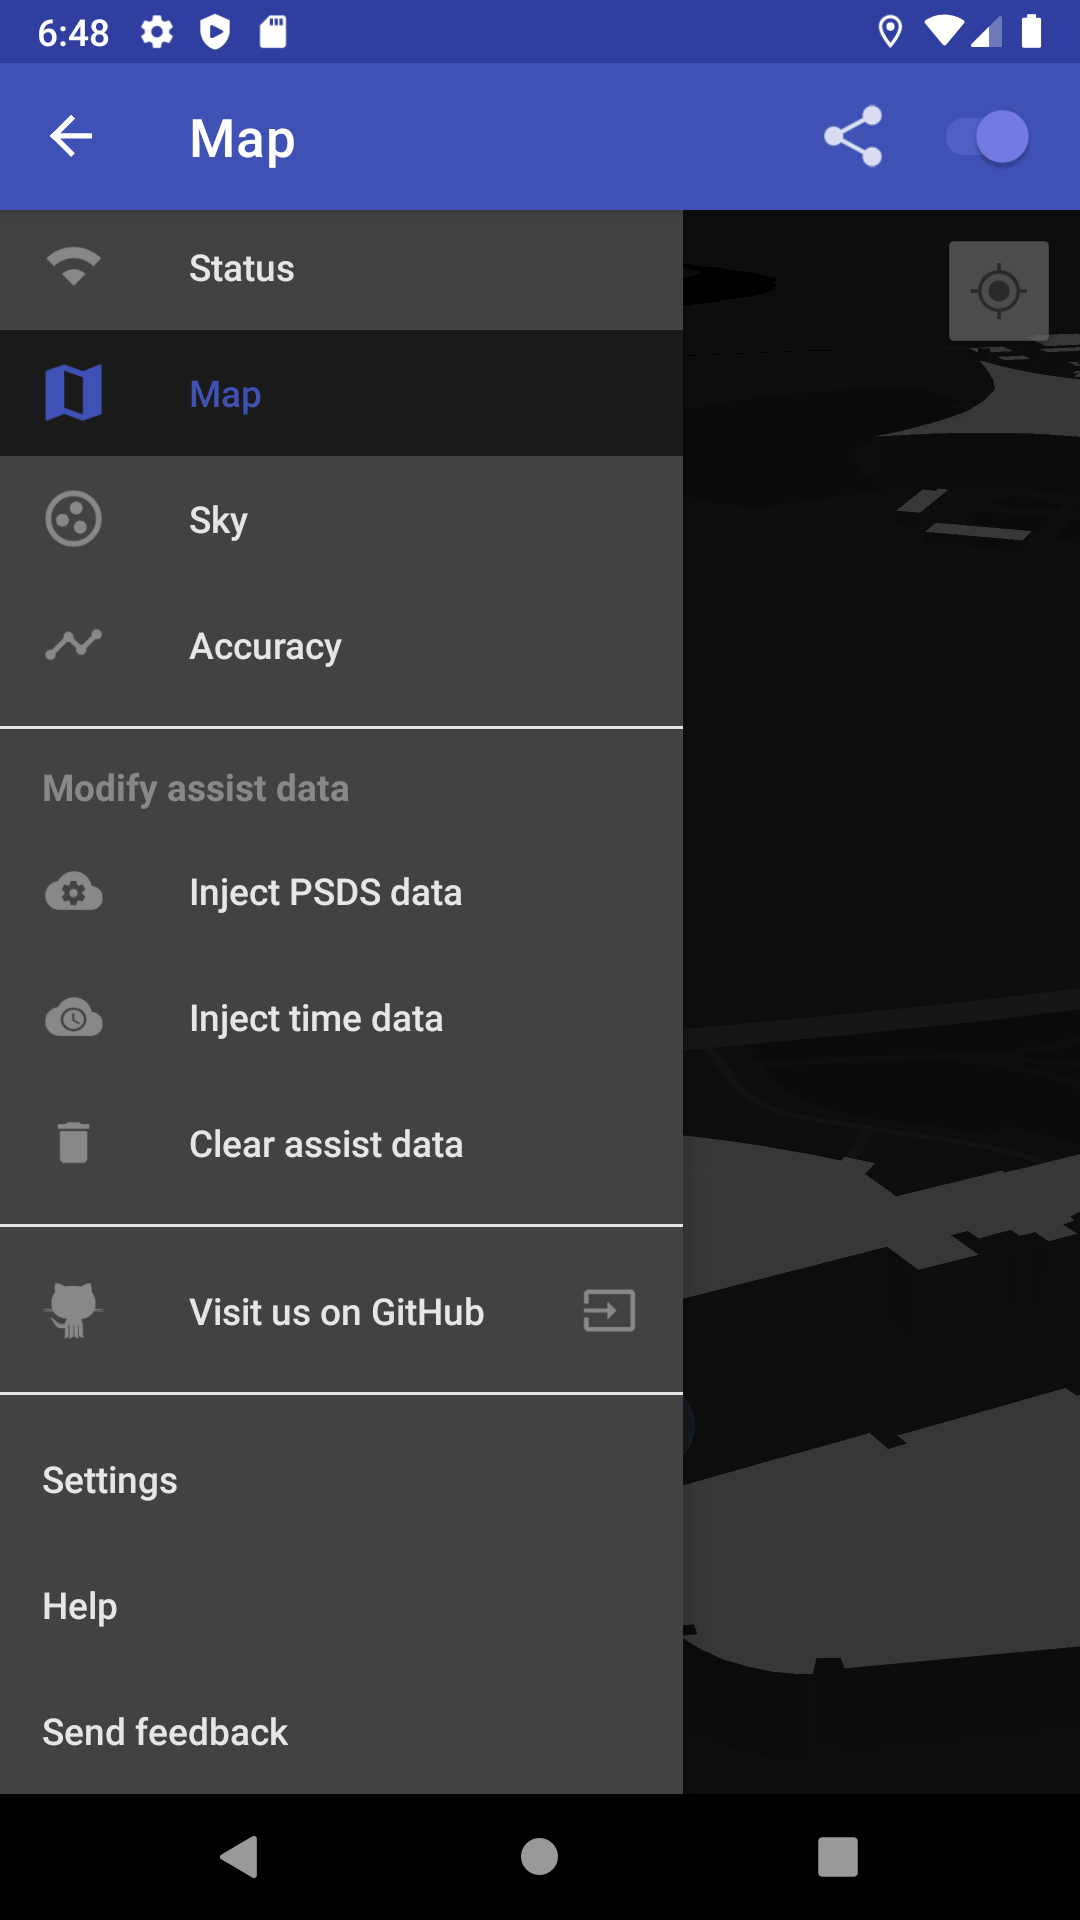 6:48
Map
Status
Map
Sky
Accuracy
Modify assist data
Inject PSDS data
Inject time data
Clear assist data
Visit us on GitHub
Settings
Help
Send feedback